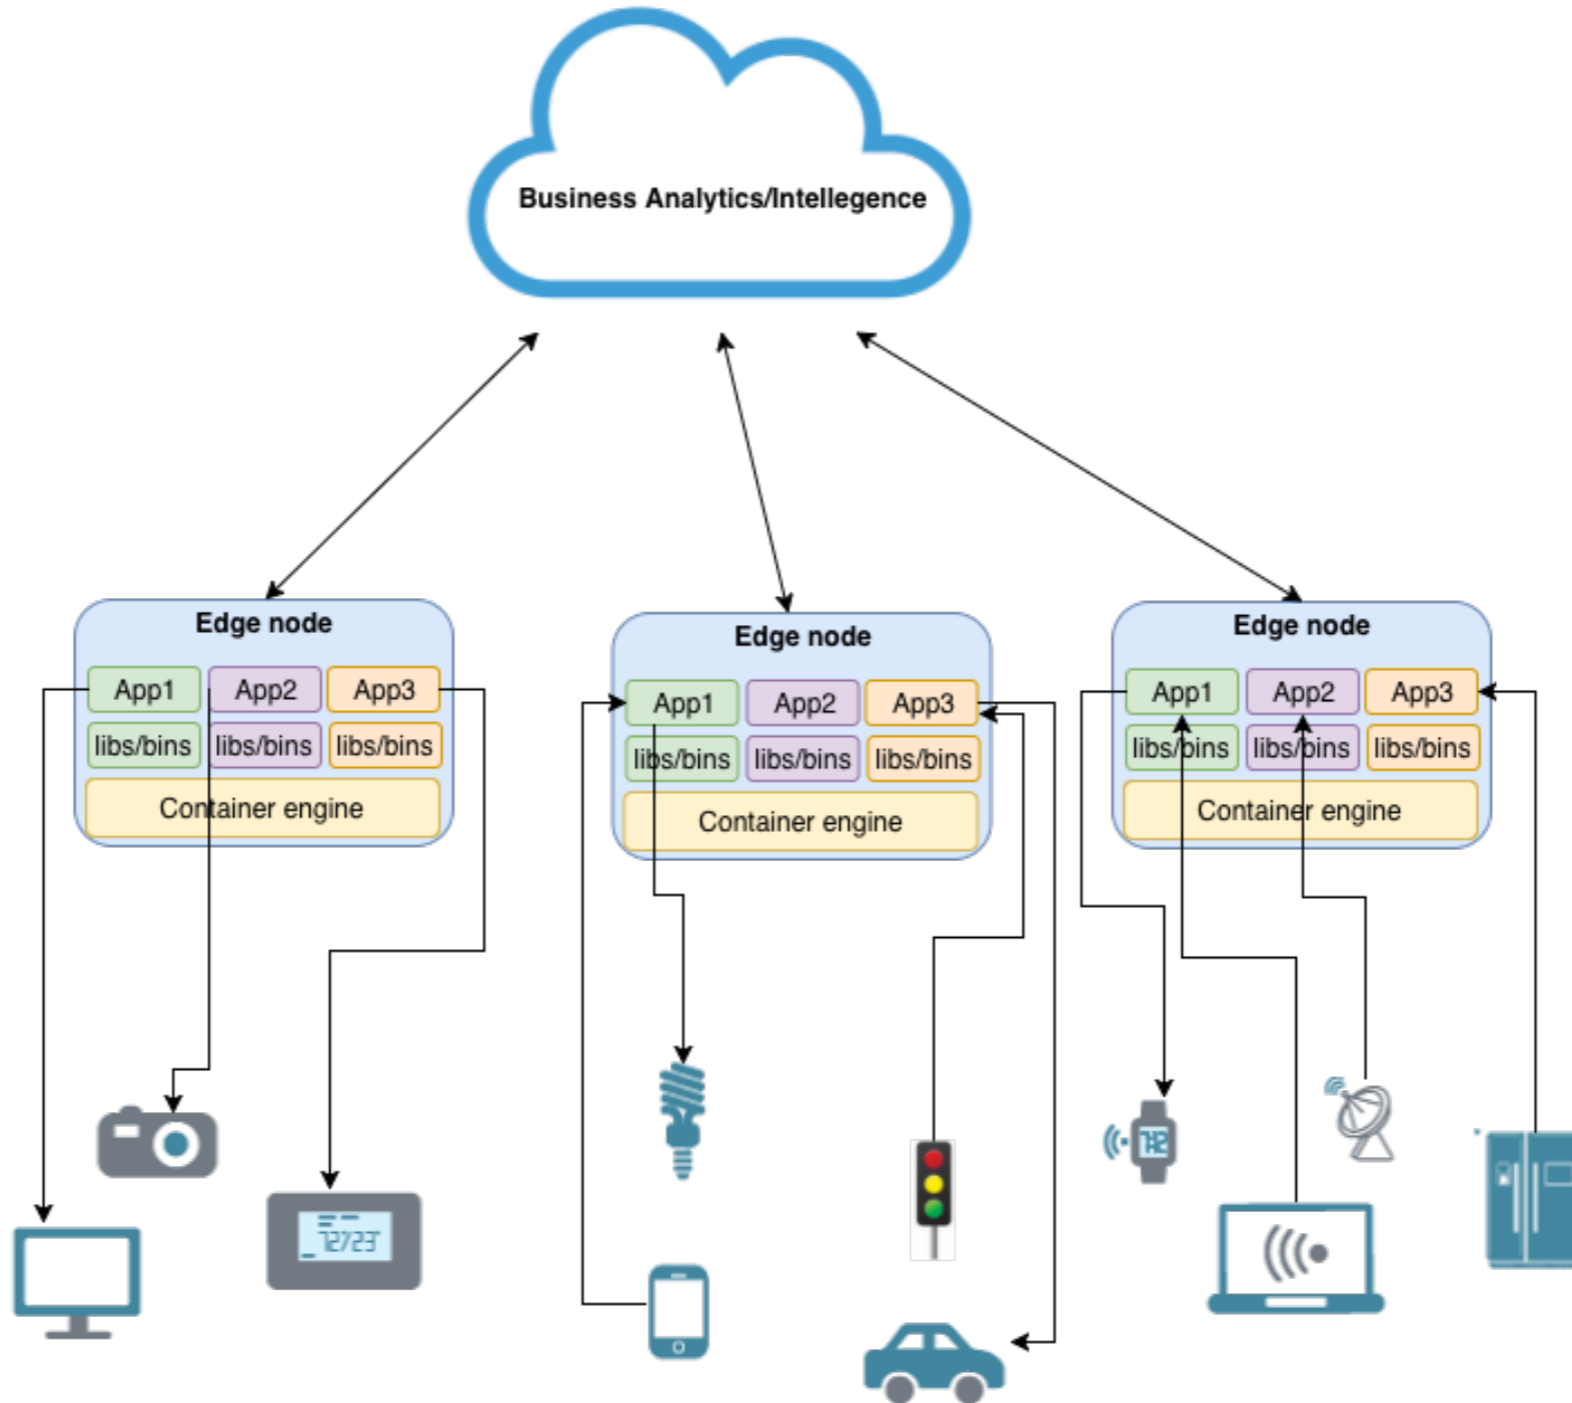 Business Analytics/Intellegence
Edge node
App1 App2 App3
libs/bins libs/bins libs/bins
Container engine
Edge node
App1 App2 App3
libs/bins libs/bins libs/bins
Container engine
Edge node
App1 App2 App3
libs/bins libs/bins libs/bins
Container engine
72/23°